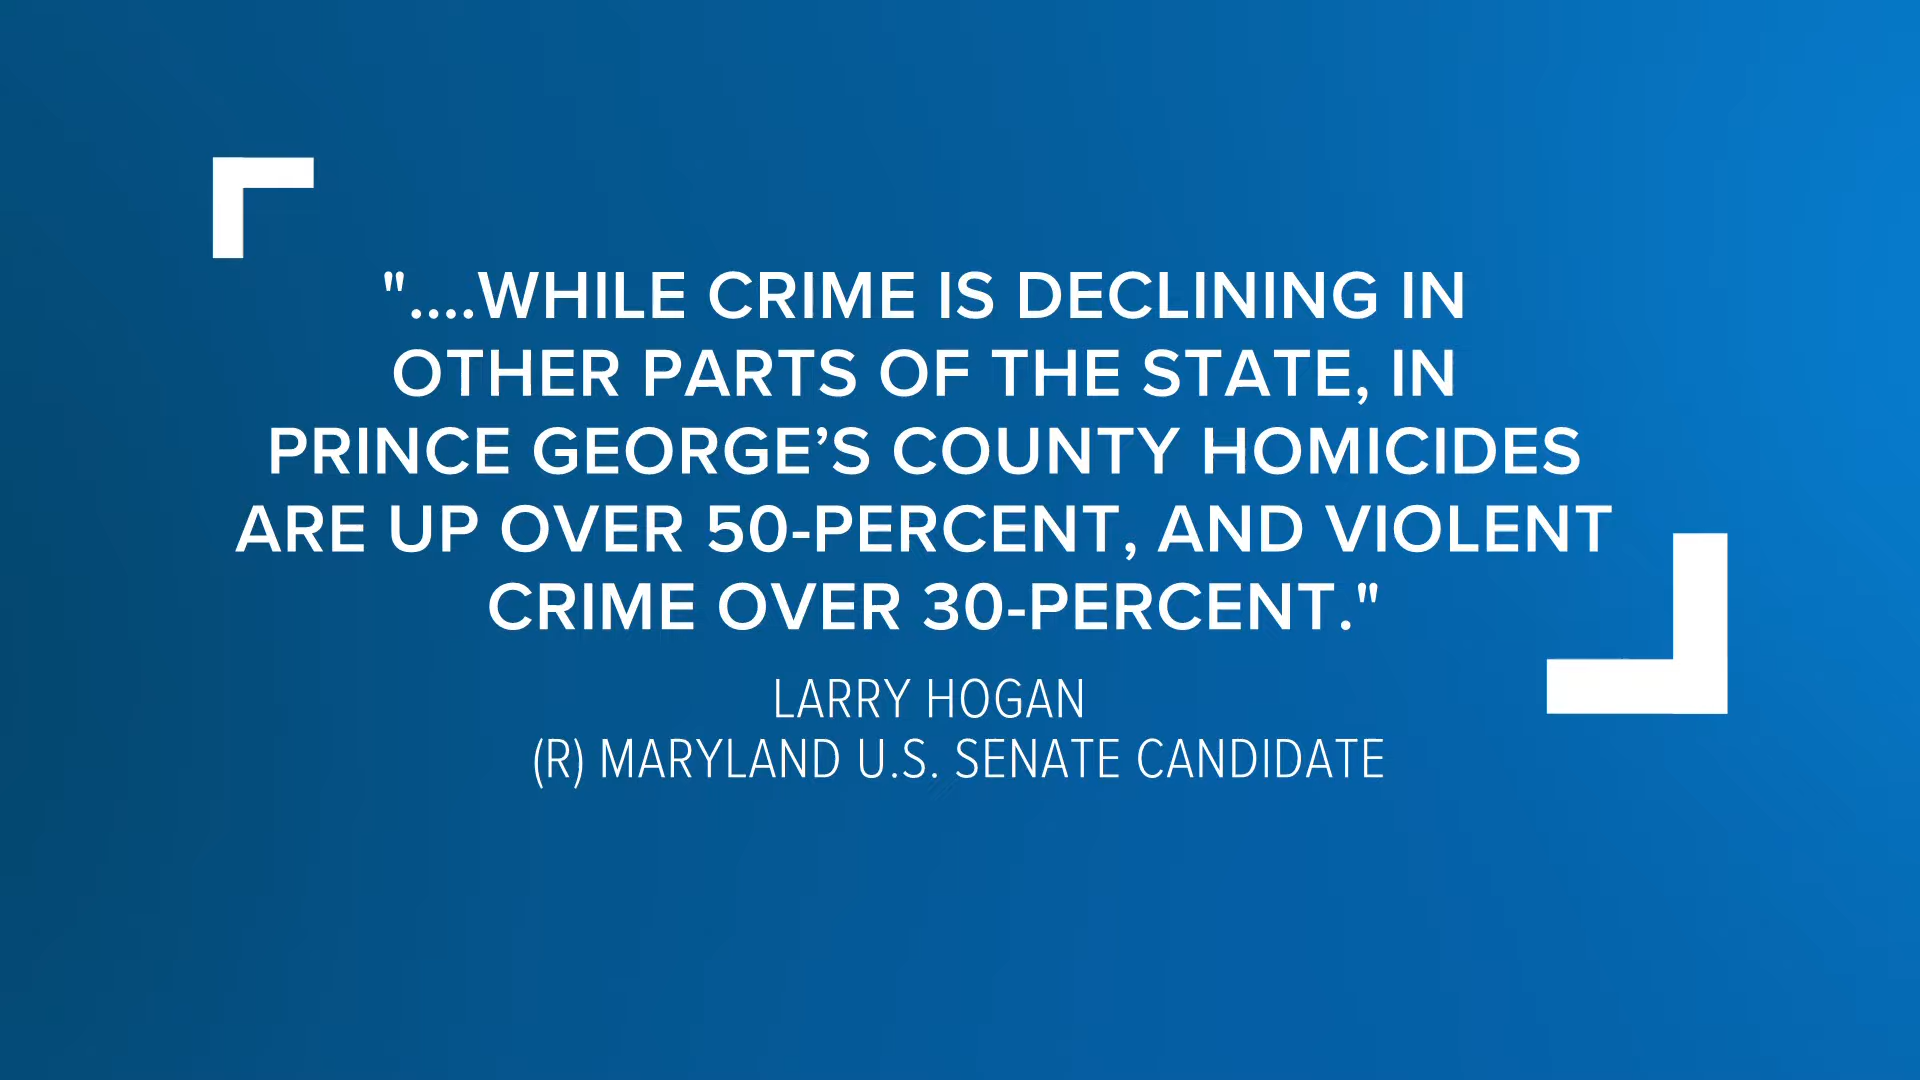 "....WHILE CRIME IS DECLINING IN
OTHER PARTS OF THE STATE, IN
PRINCE GEORGE’S COUNTY HOMICIDES
ARE UP OVER 50-PERCENT, AND VIOLENT
CRIME OVER 30-PERCENT."
LARRY HOGAN
(R) MARYLAND U.S. SENATE CANDIDATE